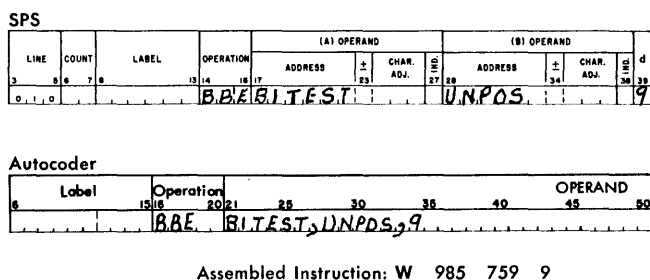 SPS
(A) OPERAND (B) OPERAND
LINE COUNT LABEL OPERATION ADDRESS ± CHAR. ADJ. IND. ADDRESS ± CHAR. ADJ. IND. d
3 5 6 7 8 13 14 16 17 23 27 28 34 38 39
0 1 0 BBE BITEST UNPOS 9
Autocoder
Label Operation OPERAND
6 15 16 20 21 25 30 35 40 45 50
BBE BITEST,UNPOS,9
Assembled Instruction: W 985 759 9